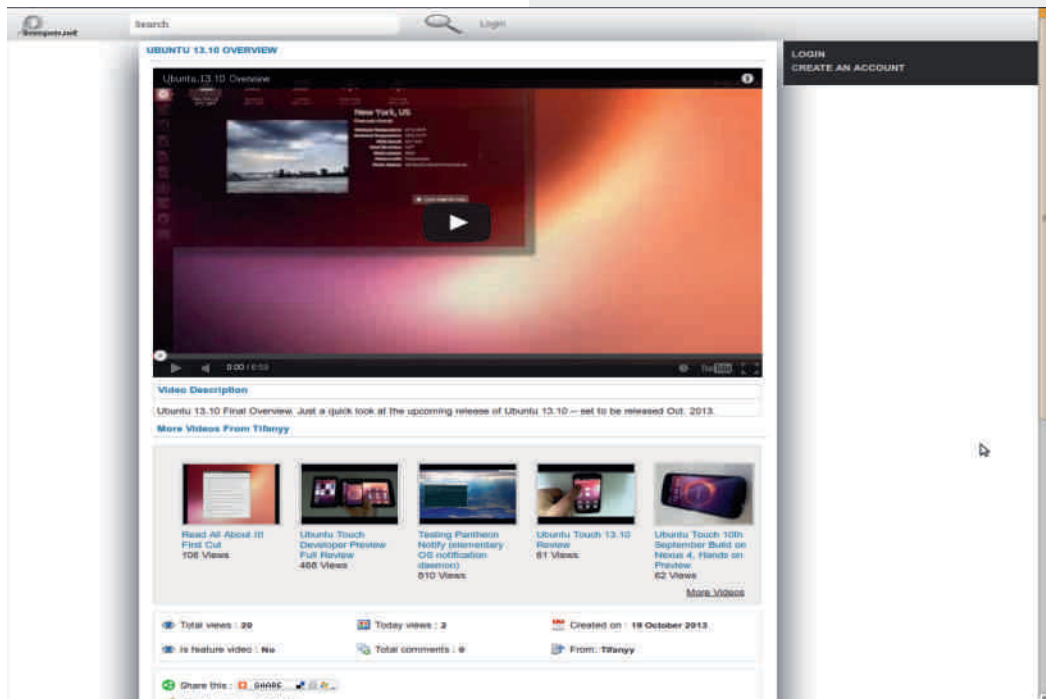 Search
Login
UBUNTU 13.10 OVERVIEW
LOGIN
CREATE AN ACCOUNT
Ubuntu 13 10 Overview
New York, US
0:00 / 6:53
YouTube
Video Description
Ubuntu 13.10 Final Overview. Just a quick look at the upcoming release of Ubuntu 13.10 – set to be released Oct. 2013.
More Videos From Tifanyy
Read All About It!
First Cut
106 Views
Ubuntu Touch
Developer Preview
Full Review
468 Views
Testing Pantheon
Notify (elementary
OS notification
daemon)
810 Views
Ubuntu Touch 13.10
Review
61 Views
Ubuntu Touch 10th
September Build on
Nexus 4, Hands on
Preview
62 Views
More Videos
Total views : 20
Today views : 2
Created on : 19 October 2013
Is feature video : No
Total comments : 0
From: Tifanyy
Share this : SHARE